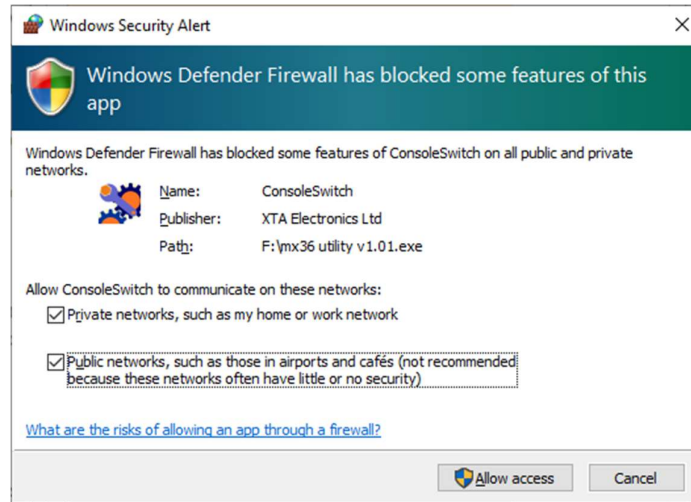 Windows Security Alert
Windows Defender Firewall has blocked some features of this
app
Windows Defender Firewall has blocked some features of ConsoleSwitch on all public and private
networks.
Name: ConsoleSwitch
Publisher: XTA Electronics Ltd
Path: F:\mx36 utility v1.01.exe
Allow ConsoleSwitch to communicate on these networks:
Private networks, such as my home or work network
Public networks, such as those in airports and cafés (not recommended
because these networks often have little or no security)
What are the risks of allowing an app through a firewall?
Allow access Cancel